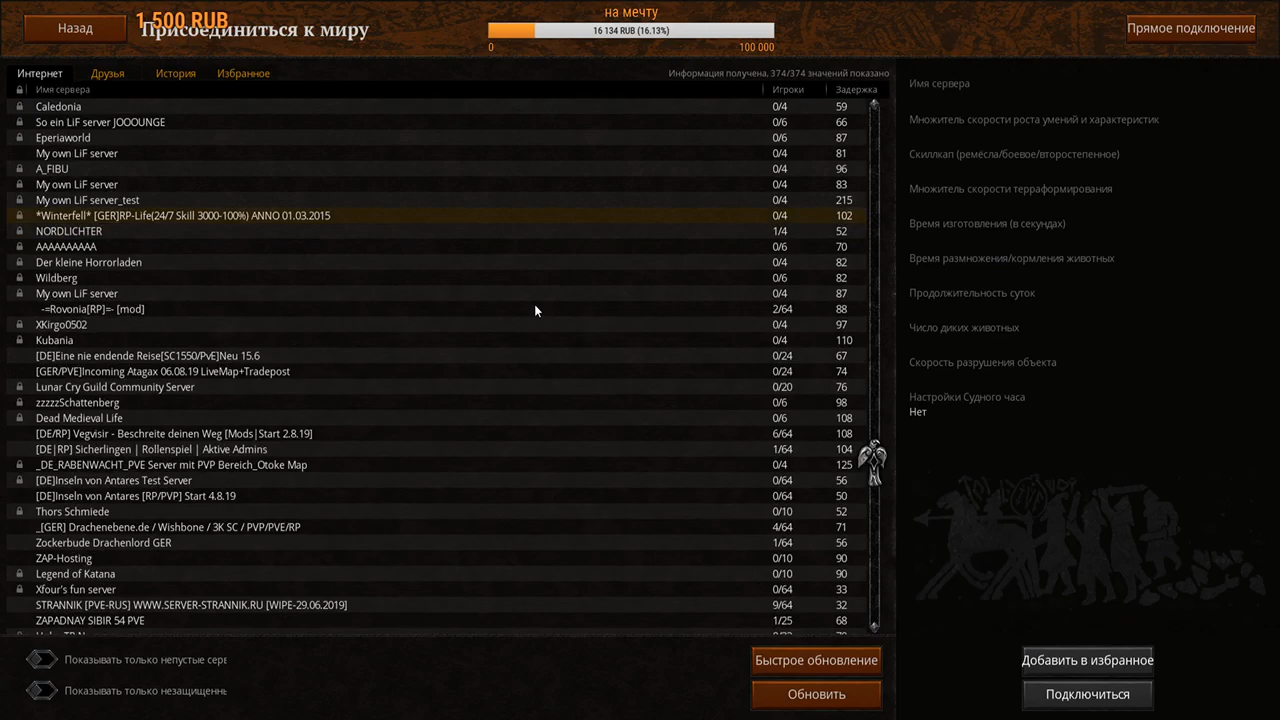 Назад
1 500 RUB
Присоединиться к миру
на мечту
16 134 RUB (16.13%)
0
100 000
Прямое подключение
Интернет
Друзья
История
Избранное
Информация получена, 374/374 значений показано
Имя сервера
Игроки
Задержка
Caledonia 0/4 59
So ein LiF server JOOOUNGE 0/6 66
Eperiaworld 0/6 87
My own LiF server 0/4 81
A_FIBU 0/4 96
My own LiF server 0/4 83
My own LiF server_test 0/4 215
*Winterfell* [GER]RP-Life(24/7 Skill 3000-100%) ANNO 01.03.2015 0/4 102
NORDLICHTER 1/4 52
AAAAAAAAAA 0/6 70
Der kleine Horrorladen 0/4 82
Wildberg 0/6 82
My own LiF server 0/4 87
-=Rovonia[RP]=- [mod] 2/64 88
XKirgo0502 0/4 97
Kubania 0/4 110
[DE]Eine nie endende Reise[SC1550/PvE]Neu 15.6 0/24 67
[GER/PVE]Incoming Atagax 06.08.19 LiveMap+Tradepost 0/24 74
Lunar Cry Guild Community Server 0/20 76
zzzzzSchattenberg 0/6 98
Dead Medieval Life 0/6 108
[DE/RP] Vegvisir - Beschreite deinen Weg [Mods|Start 2.8.19] 6/64 108
[DE|RP] Sicherlingen | Rollenspiel | Aktive Admins 1/64 104
_DE_RABENWACHT_PVE Server mit PVP Bereich_Otoke Map 0/4 125
[DE]Inseln von Antares Test Server 0/64 56
[DE]Inseln von Antares [RP/PVP] Start 4.8.19 0/64 50
Thors Schmiede 0/10 52
_[GER] Drachenebene.de / Wishbone / 3K SC / PVP/PVE/RP 4/64 71
Zockerbude Drachenlord GER 1/64 56
ZAP-Hosting 0/10 90
Legend of Katana 0/10 90
Xfour's fun server 0/64 33
STRANNIK [PVE-RUS] WWW.SERVER-STRANNIK.RU [WIPE-29.06.2019] 9/64 32
ZAPADNAY SIBIR 54 PVE 1/25 68
Имя сервера
Множитель скорости роста умений и характеристик
Скиллкап (ремёсла/боевое/второстепенное)
Множитель скорости терраформирования
Время изготовления (в секундах)
Время размножения/кормления животных
Продолжительность суток
Число диких животных
Скорость разрушения объекта
Настройки Судного часа
Нет
Показывать только непустые сере
Показывать только незащищенны
Быстрое обновление
Обновить
Добавить в избранное
Подключиться